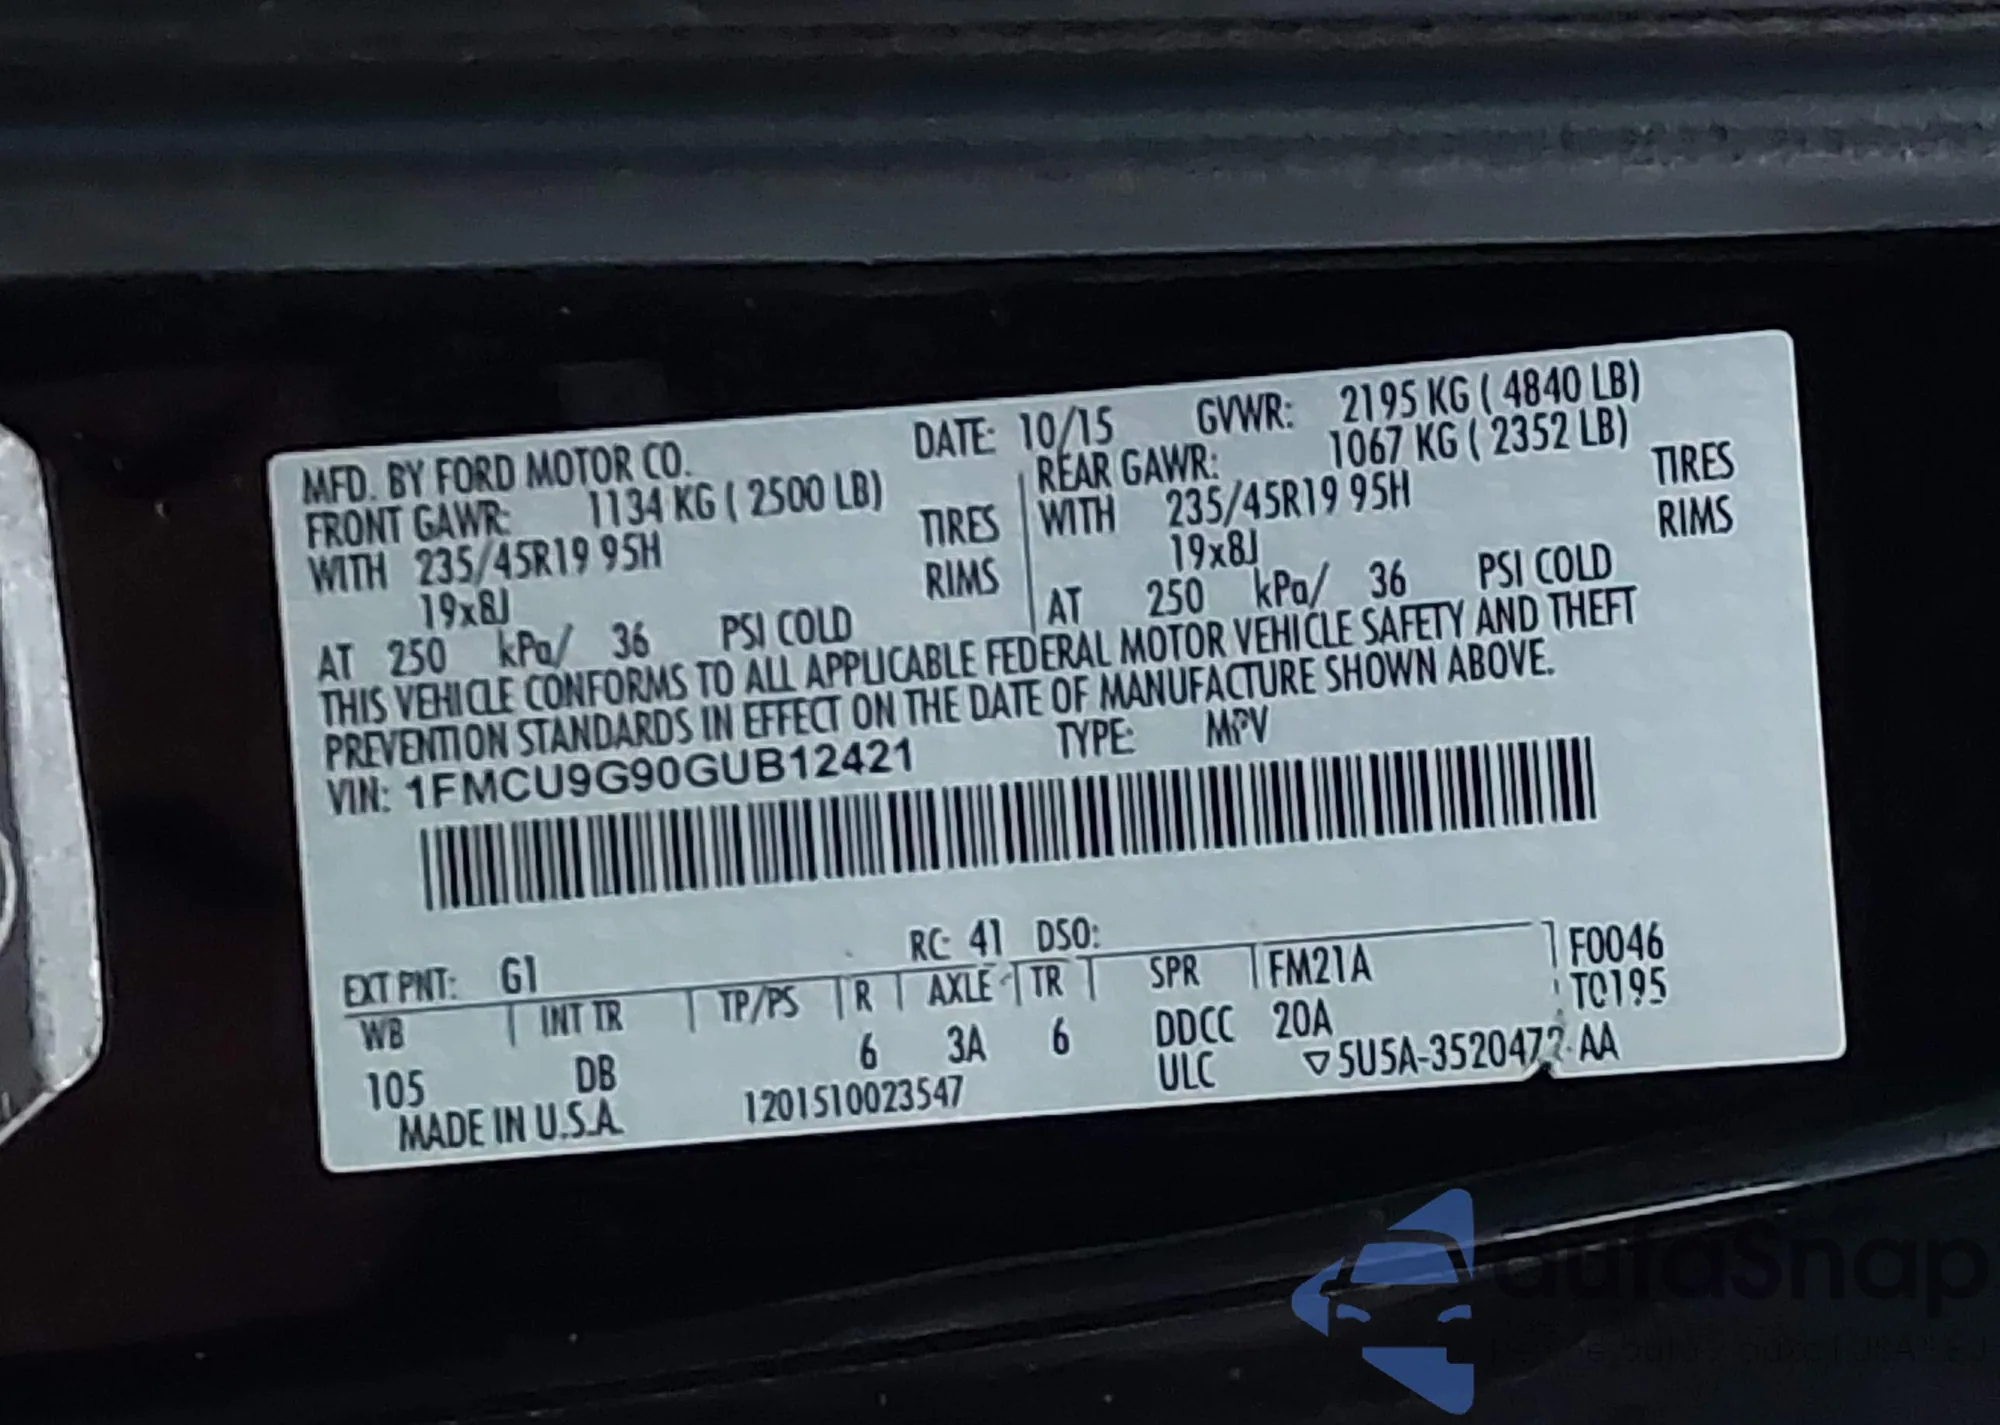 MFD. BY FORD MOTOR CO. DATE: 10/15 GVWR: 2195 KG ( 4840 LB)
FRONT GAWR: 1134 KG ( 2500 LB) REAR GAWR: 1067 KG ( 2352 LB)
WITH 235/45R19 95H TIRES WITH 235/45R19 95H TIRES
19x8J RIMS 19x8J RIMS
AT 250 kPa/ 36 PSI COLD AT 250 kPa/ 36 PSI COLD
THIS VEHICLE CONFORMS TO ALL APPLICABLE FEDERAL MOTOR VEHICLE SAFETY AND THEFT
PREVENTION STANDARDS IN EFFECT ON THE DATE OF MANUFACTURE SHOWN ABOVE.
VIN: 1FMCU9G90GUB12421 TYPE: MPV
EXT PNT: G1 RC: 41 DSO: F0046
WB INT TR TP/PS R AXLE TR SPR FM21A T0195
105 DB 6 3A 6 DDCC 20A
MADE IN U.S.A. 1201510023547 ULC ▽5U5A-3520472-AA
autaSnap